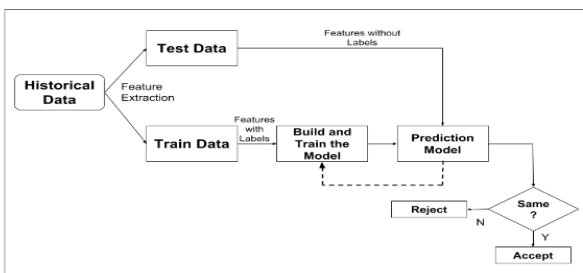 Features without
Labels
Test Data
Historical
Data
Feature
Extraction
Features
with
Labels
Train Data
Build and
Train the
Model
Prediction
Model
Same
?
Reject
N
Y
Accept